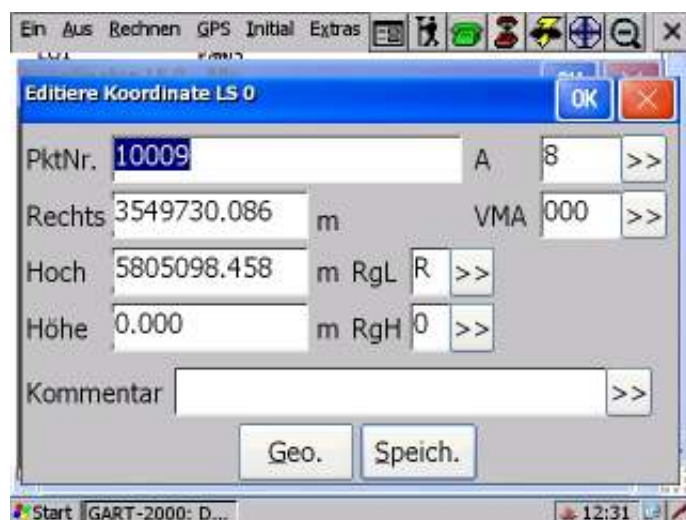 Ein Aus Rechnen GPS Initial Extras
Editiere Koordinate LS 0 OK
PktNr. 10009 A 8 >>
Rechts 3549730.086 m VMA 000 >>
Hoch 5805098.458 m RgL R >>
Höhe 0.000 m RgH 0 >>
Kommentar >>
Geo. Speich.
Start GART-2000: D... 12:31